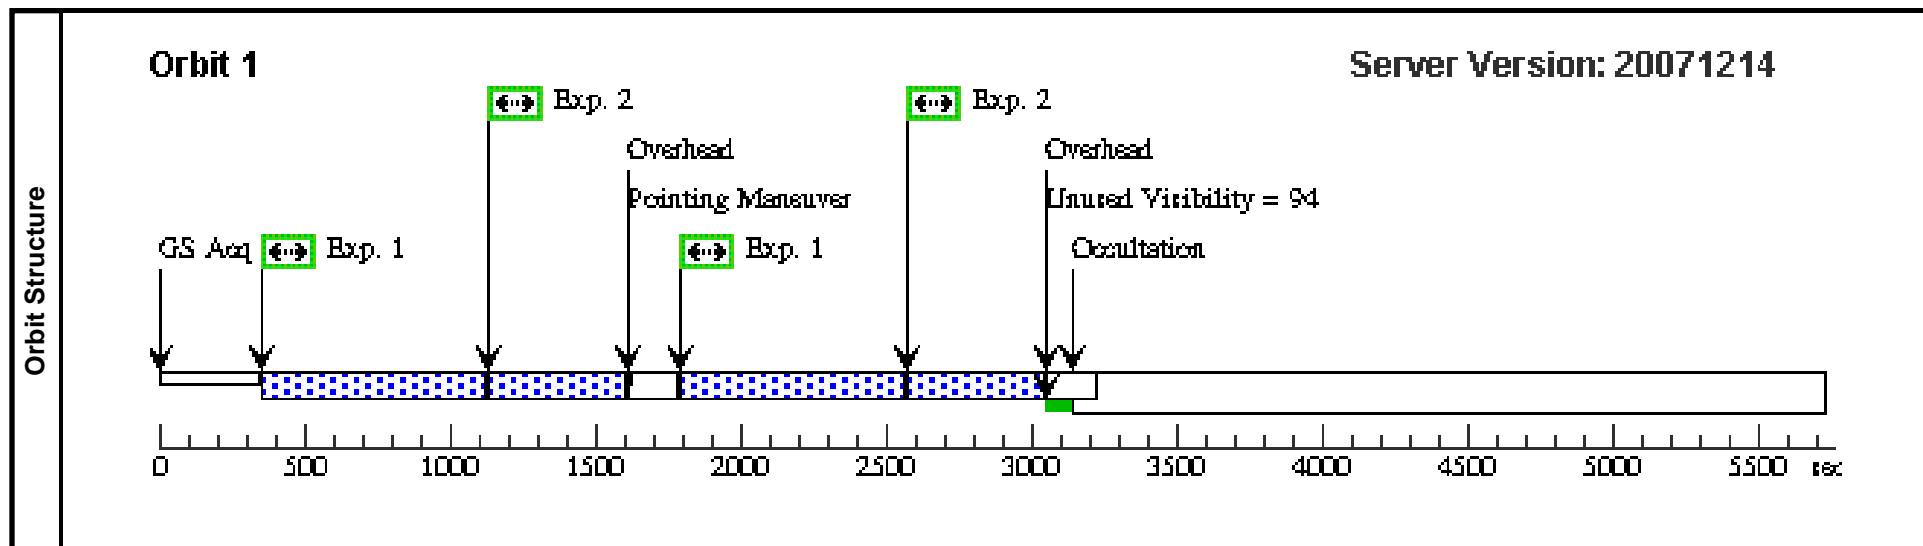 Orbit Structure
Orbit 1
Server Version: 20071214
Exp. 2
Exp. 2
Overhead
Overhead
Pointing Maneuver
Unused Visibility = 94
GS Acq
Exp. 1
Exp. 1
Occultation
0 500 1000 1500 2000 2500 3000 3500 4000 4500 5000 5500 sec